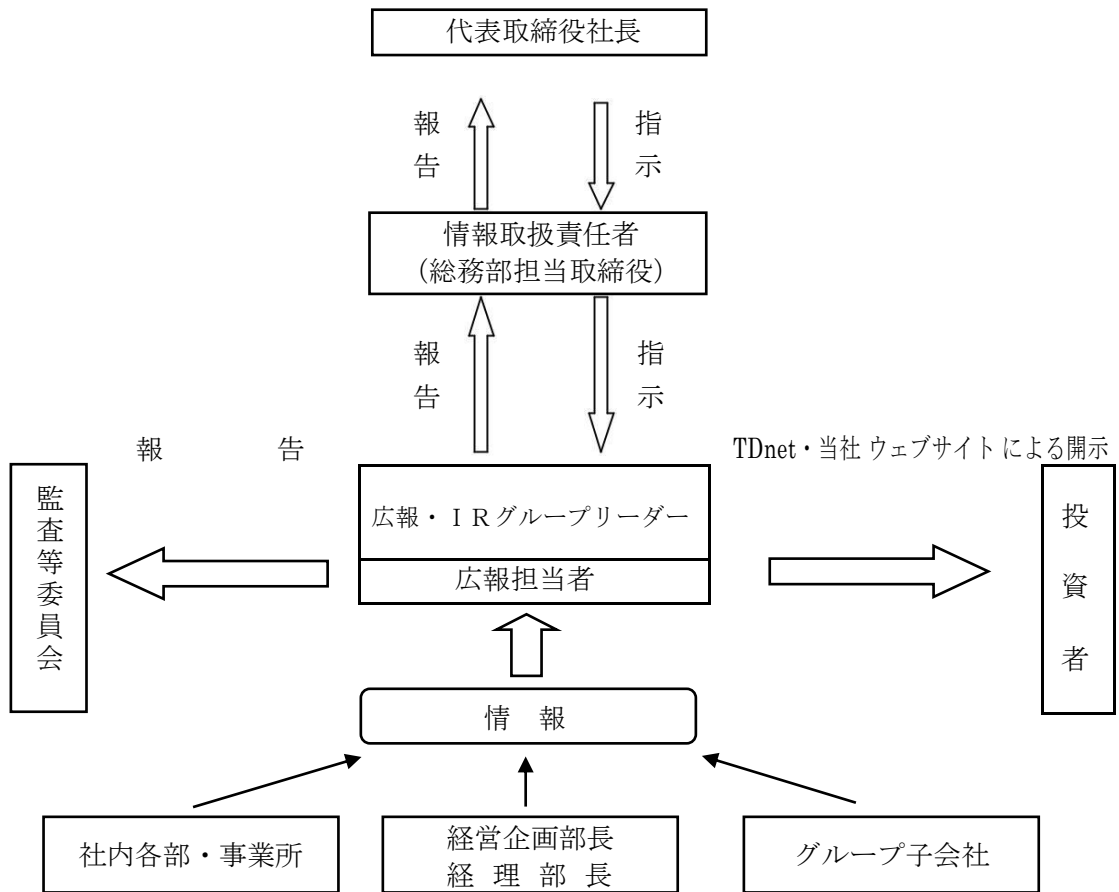 代表取締役社長
報告
指示
情報取扱責任者
（総務部担当取締役）
報告
指示
報告
TDnet・当社 ウェブサイト による開示
監査等委員会
広報・ＩＲグループリーダー
広報担当者
投資者
情 報
社内各部・事業所
経営企画部長
経 理 部 長
グループ子会社